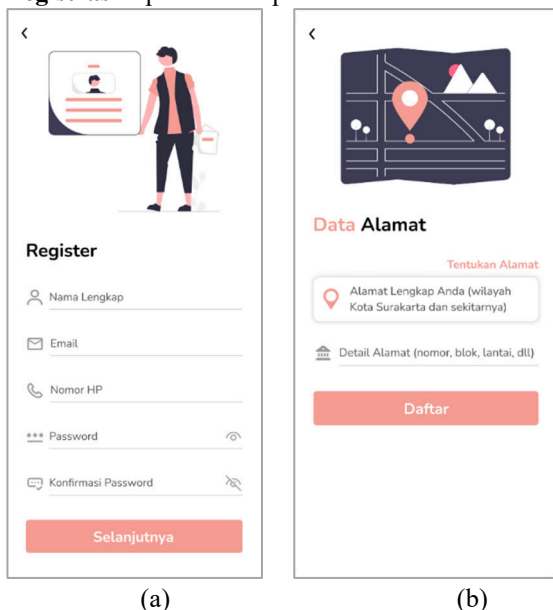 Register
Nama Lengkap
Email
Nomor HP
Password
Konfirmasi Password
Selanjutnya
(a)
Data Alamat
Tentukan Alamat
Alamat Lengkap Anda (wilayah
Kota Surakarta dan sekitarnya)
Detail Alamat (nomor, blok, lantai, dll)
Daftar
(b)